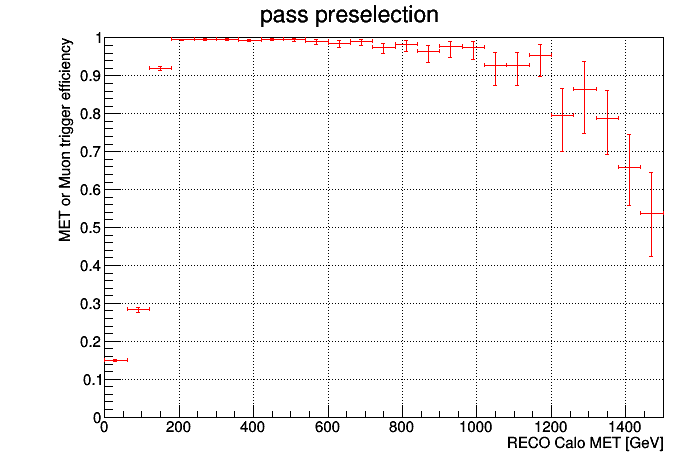 pass preselection
MET or Muon trigger efficiency
1
0.9
0.8
0.7
0.6
0.5
0.4
0.3
0.2
0.1
0
0 200 400 600 800 1000 1200 1400
RECO Calo MET [GeV]